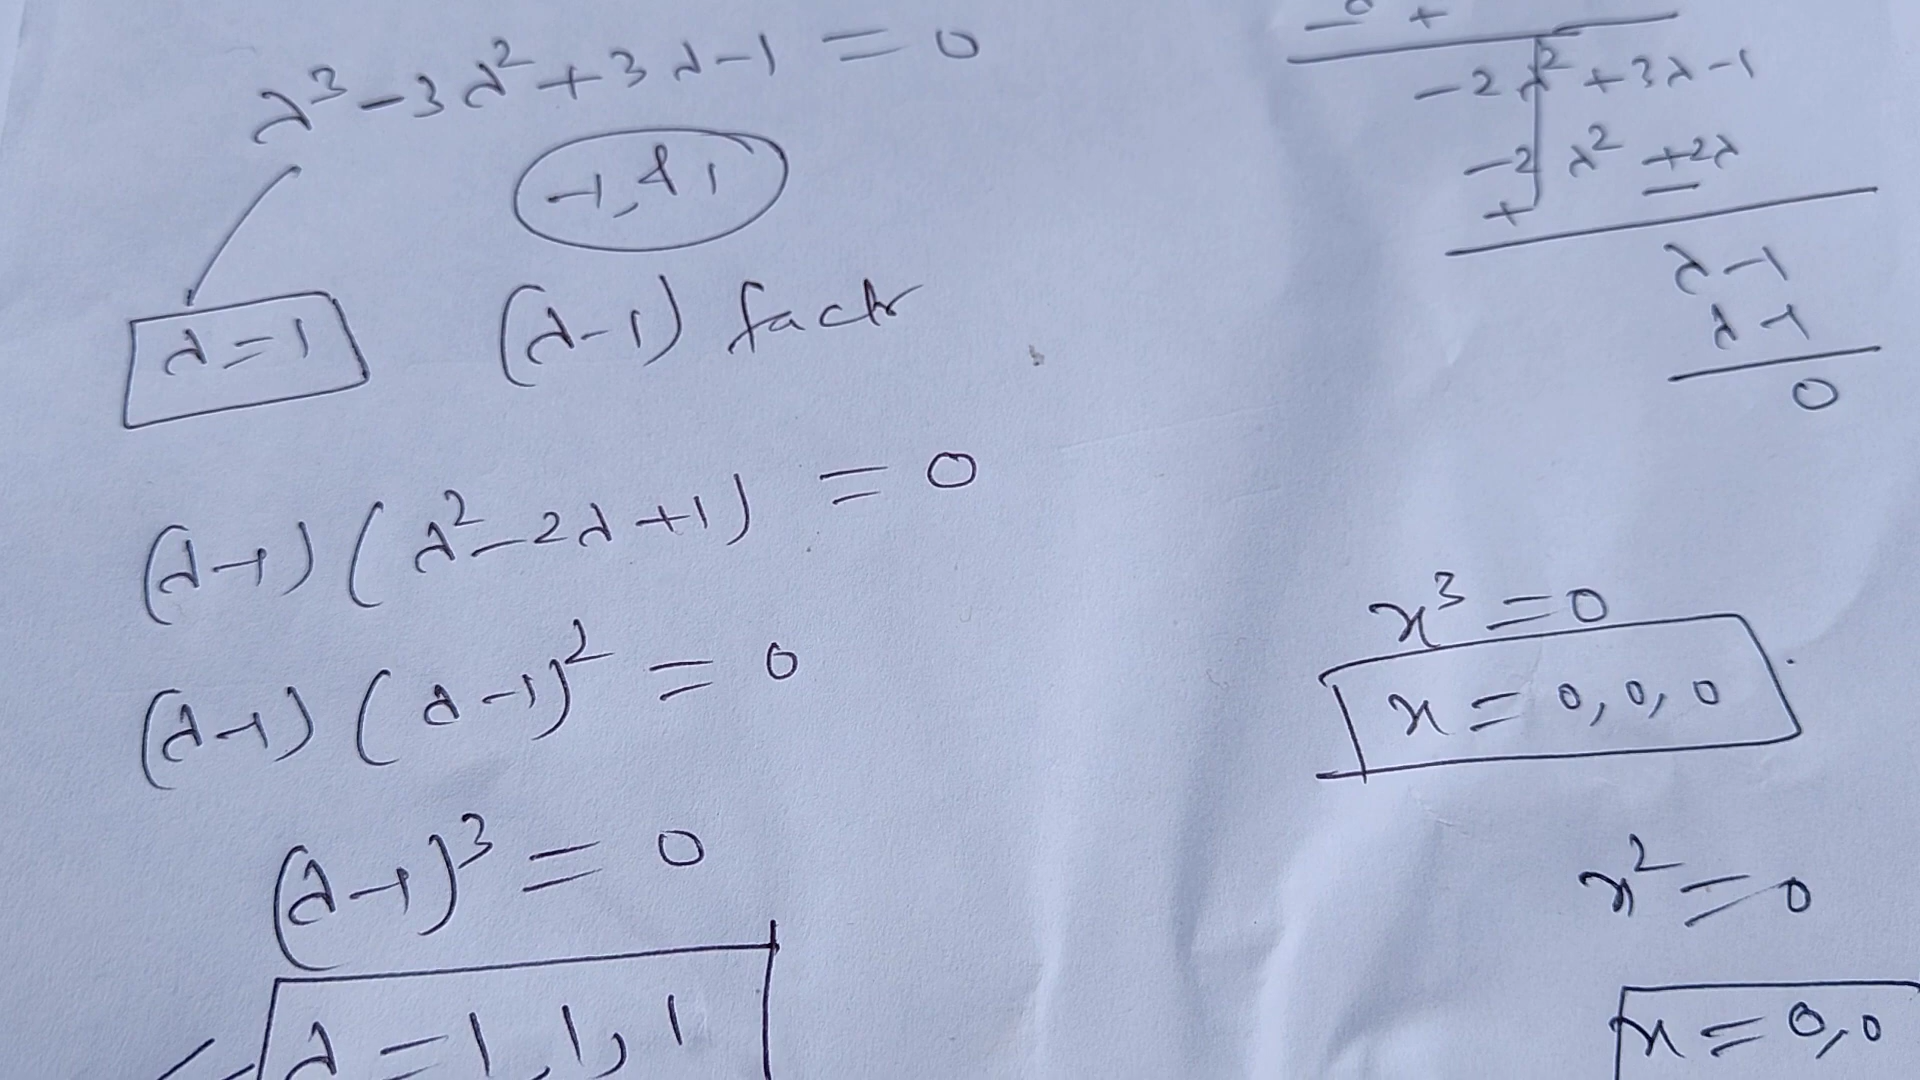 λ³ - 3λ² + 3λ - 1 = 0
-1, & 1
λ = 1
(λ-1) factr
(λ-1) (λ² - 2λ + 1) = 0
(λ-1) (λ-1)² = 0
(λ-1)³ = 0
λ = 1, 1, 1
- +
-2λ² + 3λ - 1
-2λ² + 2λ
+ -
λ - 1
λ - 1
0
x³ = 0
x = 0, 0, 0
x² = 0
x = 0, 0